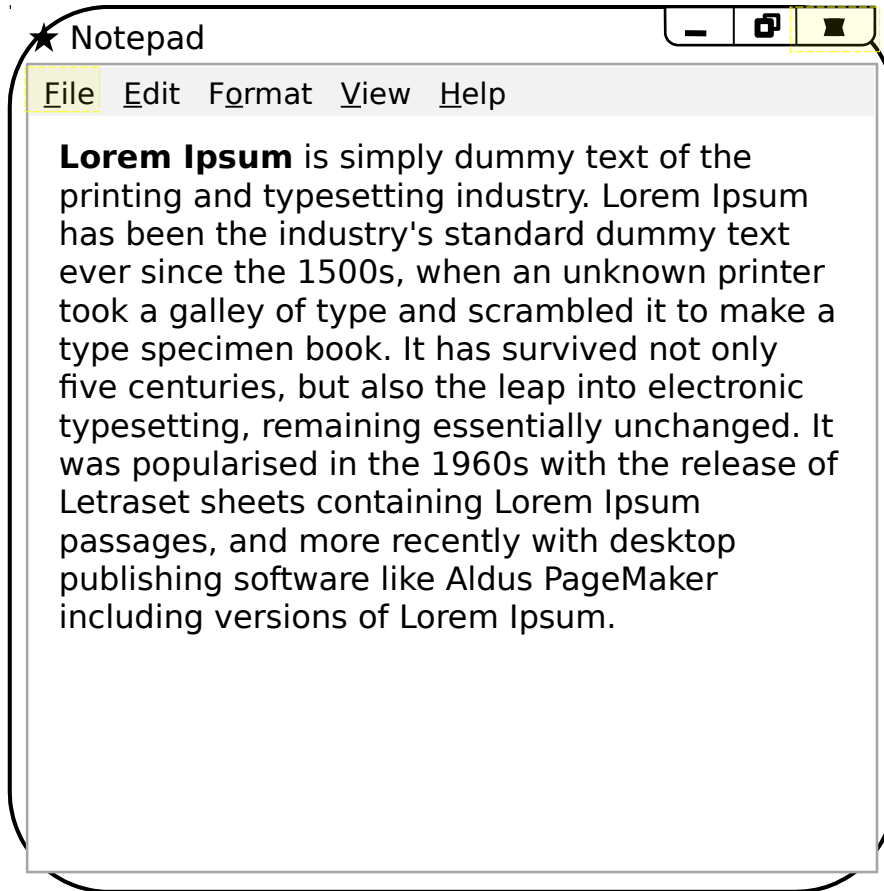 Notepad
File Edit Format View Help
Lorem Ipsum is simply dummy text of the
printing and typesetting industry. Lorem Ipsum
has been the industry's standard dummy text
ever since the 1500s, when an unknown printer
took a galley of type and scrambled it to make a
type specimen book. It has survived not only
five centuries, but also the leap into electronic
typesetting, remaining essentially unchanged. It
was popularised in the 1960s with the release of
Letraset sheets containing Lorem Ipsum
passages, and more recently with desktop
publishing software like Aldus PageMaker
including versions of Lorem Ipsum.